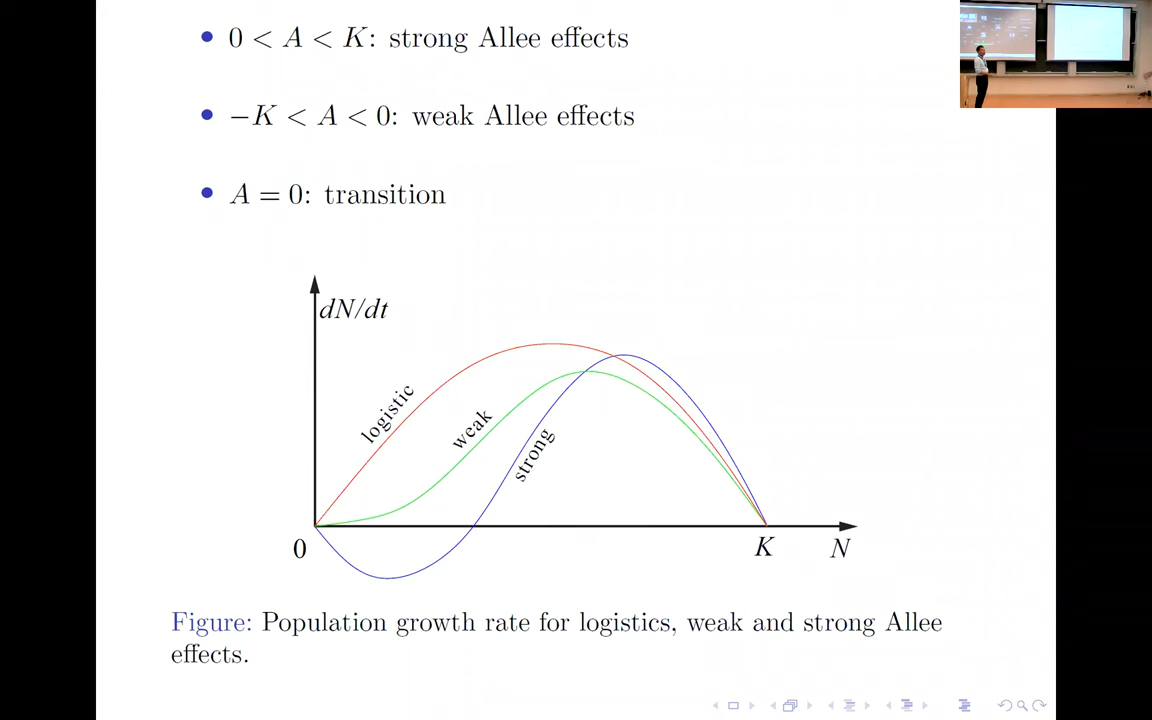 • 0 < A < K: strong Allee effects
• −K < A < 0: weak Allee effects
• A = 0: transition
dN/dt
logistic
weak
strong
0
K
N
Figure: Population growth rate for logistics, weak and strong Allee
effects.